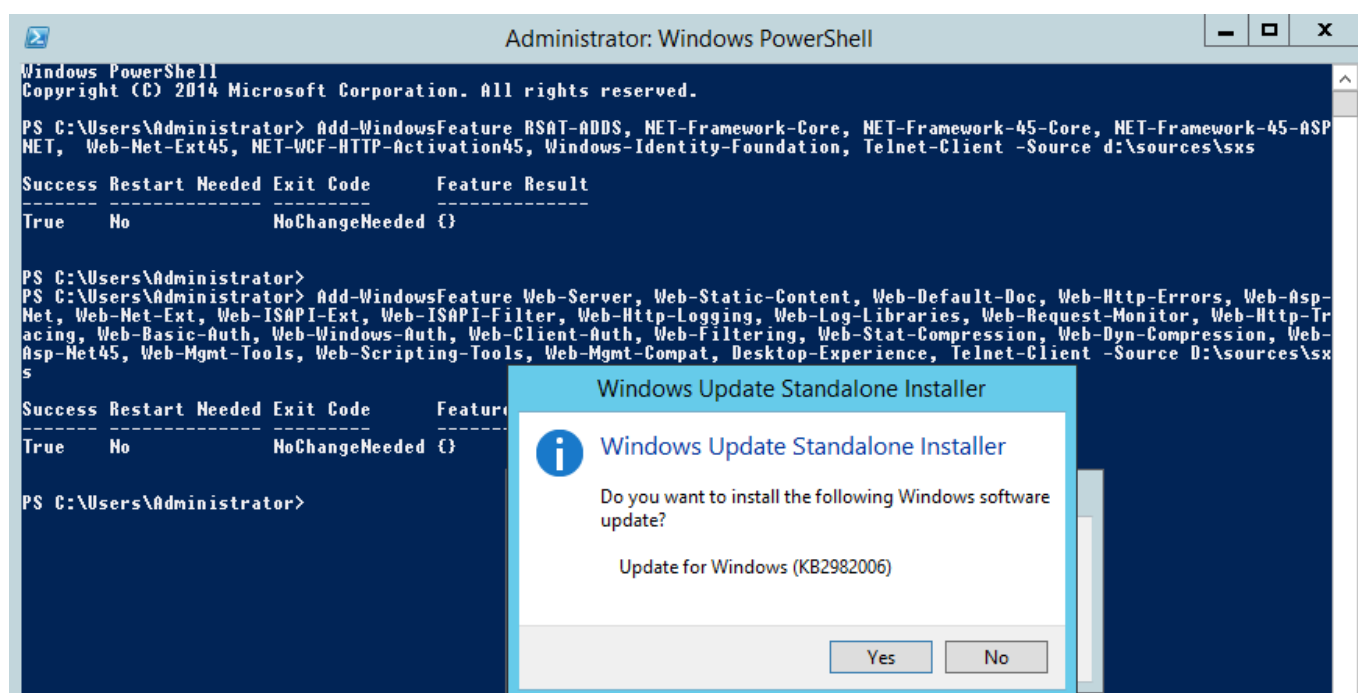 Administrator: Windows PowerShell
Windows PowerShell
Copyright (C) 2014 Microsoft Corporation. All rights reserved.
PS C:\Users\Administrator> Add-WindowsFeature RSAT-ADDS, NET-Framework-Core, NET-Framework-45-Core, NET-Framework-45-ASP
NET,  Web-Net-Ext45, NET-WCF-HTTP-Activation45, Windows-Identity-Foundation, Telnet-Client -Source d:\sources\sxs
Success Restart Needed Exit Code      Feature Result
------- -------------- ---------      --------------
True    No             NoChangeNeeded {}
PS C:\Users\Administrator>
PS C:\Users\Administrator> Add-WindowsFeature Web-Server, Web-Static-Content, Web-Default-Doc, Web-Http-Errors, Web-Asp-
Net, Web-Net-Ext, Web-ISAPI-Ext, Web-ISAPI-Filter, Web-Http-Logging, Web-Log-Libraries, Web-Request-Monitor, Web-Http-Tr
acing, Web-Basic-Auth, Web-Windows-Auth, Web-Client-Auth, Web-Filtering, Web-Stat-Compression, Web-Dyn-Compression, Web-
Asp-Net45, Web-Mgmt-Tools, Web-Scripting-Tools, Web-Mgmt-Compat, Desktop-Experience, Telnet-Client -Source D:\sources\sx
s
Success Restart Needed Exit Code      Feature
------- -------------- ---------      ------
True    No             NoChangeNeeded {}
PS C:\Users\Administrator>
Windows Update Standalone Installer
Windows Update Standalone Installer
Do you want to install the following Windows software
update?
Update for Windows (KB2982006)
Yes No